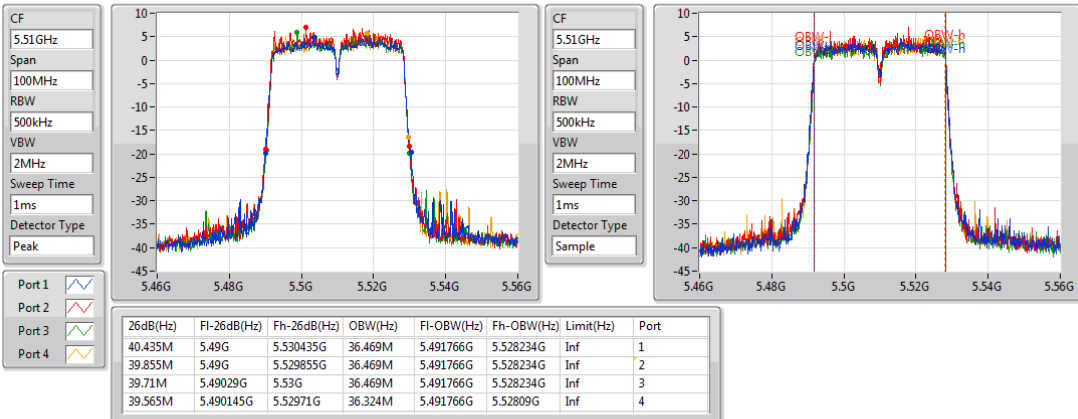 CF
5.51GHz
Span
100MHz
RBW
500kHz
VBW
2MHz
Sweep Time
1ms
Detector Type
Peak
10
5
0
-5
-10
-15
-20
-25
-30
-35
-40
-45
5.46G 5.48G 5.5G 5.52G 5.54G 5.56G
CF
5.51GHz
Span
100MHz
RBW
500kHz
VBW
2MHz
Sweep Time
1ms
Detector Type
Sample
10
5
0
-5
-10
-15
-20
-25
-30
-35
-40
-45
OBW-l OBW-h
5.46G 5.48G 5.5G 5.52G 5.54G 5.56G
Port 1
Port 2
Port 3
Port 4
26dB(Hz) Fl-26dB(Hz) Fh-26dB(Hz) OBW(Hz) Fl-OBW(Hz) Fh-OBW(Hz) Limit(Hz) Port
40.435M 5.49G 5.530435G 36.469M 5.491766G 5.528234G Inf 1
39.855M 5.49G 5.529855G 36.469M 5.491766G 5.528234G Inf 2
39.71M 5.49029G 5.53G 36.469M 5.491766G 5.528234G Inf 3
39.565M 5.490145G 5.52971G 36.324M 5.491766G 5.52809G Inf 4